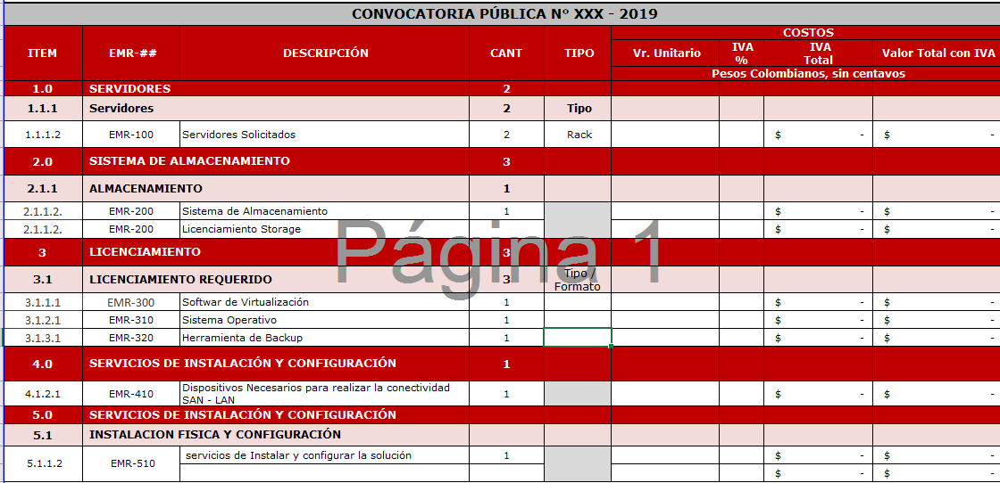 CONVOCATORIA PÚBLICA N° XXX - 2019
ITEM EMR-## DESCRIPCIÓN CANT TIPO COSTOS
Vr. Unitario IVA % IVA Total Valor Total con IVA
Pesos Colombianos, sin centavos
1.0 SERVIDORES 2
1.1.1 Servidores 2 Tipo
1.1.1.2 EMR-100 Servidores Solicitados 2 Rack $ - $ -
2.0 SISTEMA DE ALMACENAMIENTO 3
2.1.1 ALMACENAMIENTO 1
2.1.1.2. EMR-200 Sistema de Almacenamiento 1 $ - $ -
2.1.1.2. EMR-200 Licenciamiento Storage $ - $ -
Página 1
3 LICENCIAMIENTO 3
3.1 LICENCIAMIENTO REQUERIDO 3 Tipo / Formato
3.1.1.1 EMR-300 Softwar de Virtualización 1 $ - $ -
3.1.2.1 EMR-310 Sistema Operativo 1 $ - $ -
3.1.3.1 EMR-320 Herramienta de Backup 1 $ - $ -
4.0 SERVICIOS DE INSTALACIÓN Y CONFIGURACIÓN 1
4.1.2.1 EMR-410 Dispositivos Necesarios para realizar la conectividad SAN - LAN 1 $ - $ -
5.0 SERVICIOS DE INSTALACIÓN Y CONFIGURACIÓN
5.1 INSTALACION FISICA Y CONFIGURACIÓN
5.1.1.2 EMR-510 servicios de Instalar y configurar la solución 1 $ - $ -
$ - $ -